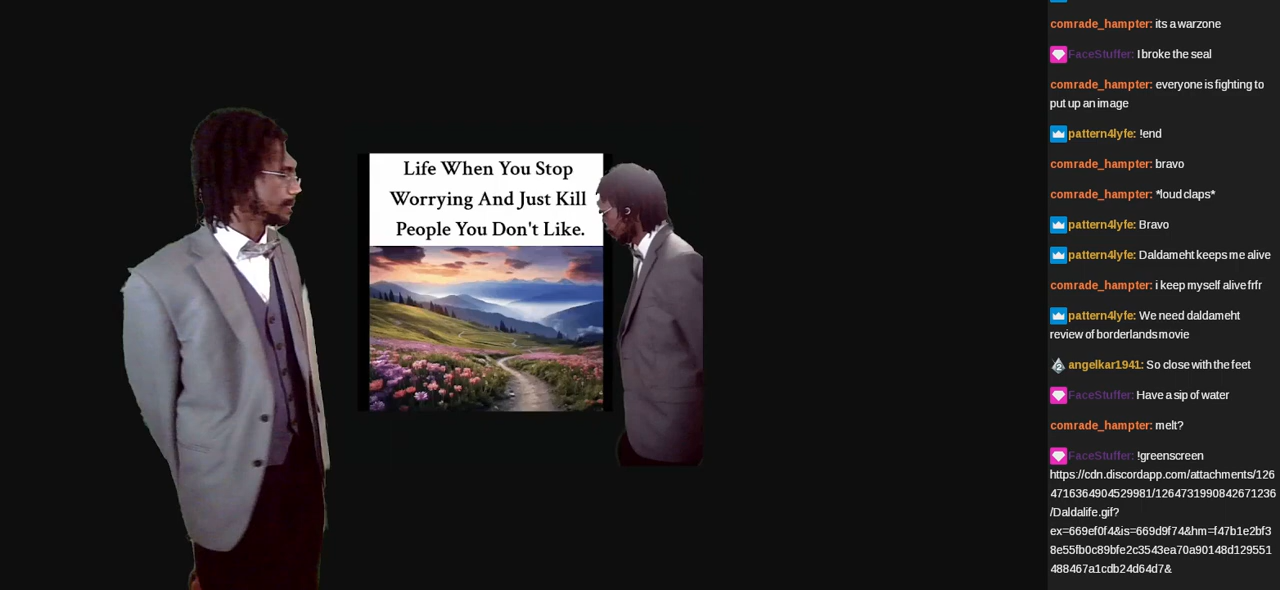 Life When You Stop
Worrying And Just Kill
People You Don't Like.
comrade_hampter: its a warzone
FaceStuffer: I broke the seal
comrade_hampter: everyone is fighting to
put up an image
pattern4lyfe: !end
comrade_hampter: bravo
comrade_hampter: *loud claps*
pattern4lyfe: Bravo
pattern4lyfe: Daldameht keeps me alive
comrade_hampter: i keep myself alive frfr
pattern4lyfe: We need daldameht
review of borderlands movie
2 angelkar1941: So close with the feet
FaceStuffer: Have a sip of water
comrade_hampter: melt?
FaceStuffer: !greenscreen
https://cdn.discordapp.com/attachments/126
4716364904529981/1264731990842671236
/Daldalife.gif?
ex=669ef0f4&is=669d9f74&hm=f47b1e2bf3
8e55fb0c89bfe2c3543ea70a90148d129551
488467a1cdb24d64d7&